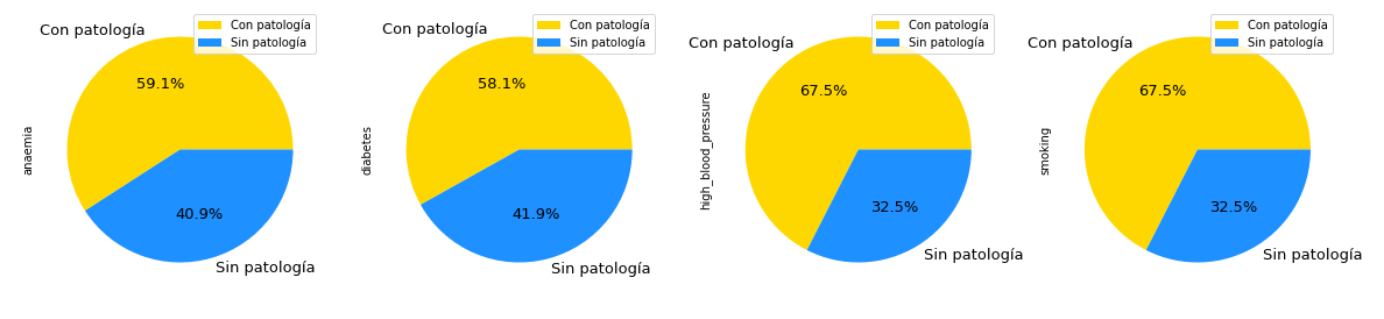 Con patología
Con patología
Sin patología
59.1%
anaemia
40.9%
Sin patología
Con patología
Con patología
Sin patología
58.1%
diabetes
41.9%
Sin patología
Con patología
Con patología
Sin patología
67.5%
high_blood_pressure
32.5%
Sin patología
Con patología
Con patología
Sin patología
67.5%
smoking
32.5%
Sin patología